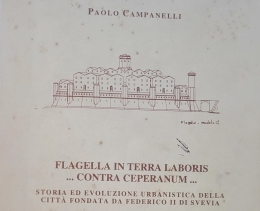 PAOLO CAMPANELLI
FLAGELLA IN TERRA LABORIS
... CONTRA CEPERANUM ...
STORIA ED EVOLUZIONE URBANISTICA DELLA
CITTÀ FONDATA DA FEDERICO II DI SVEVIA